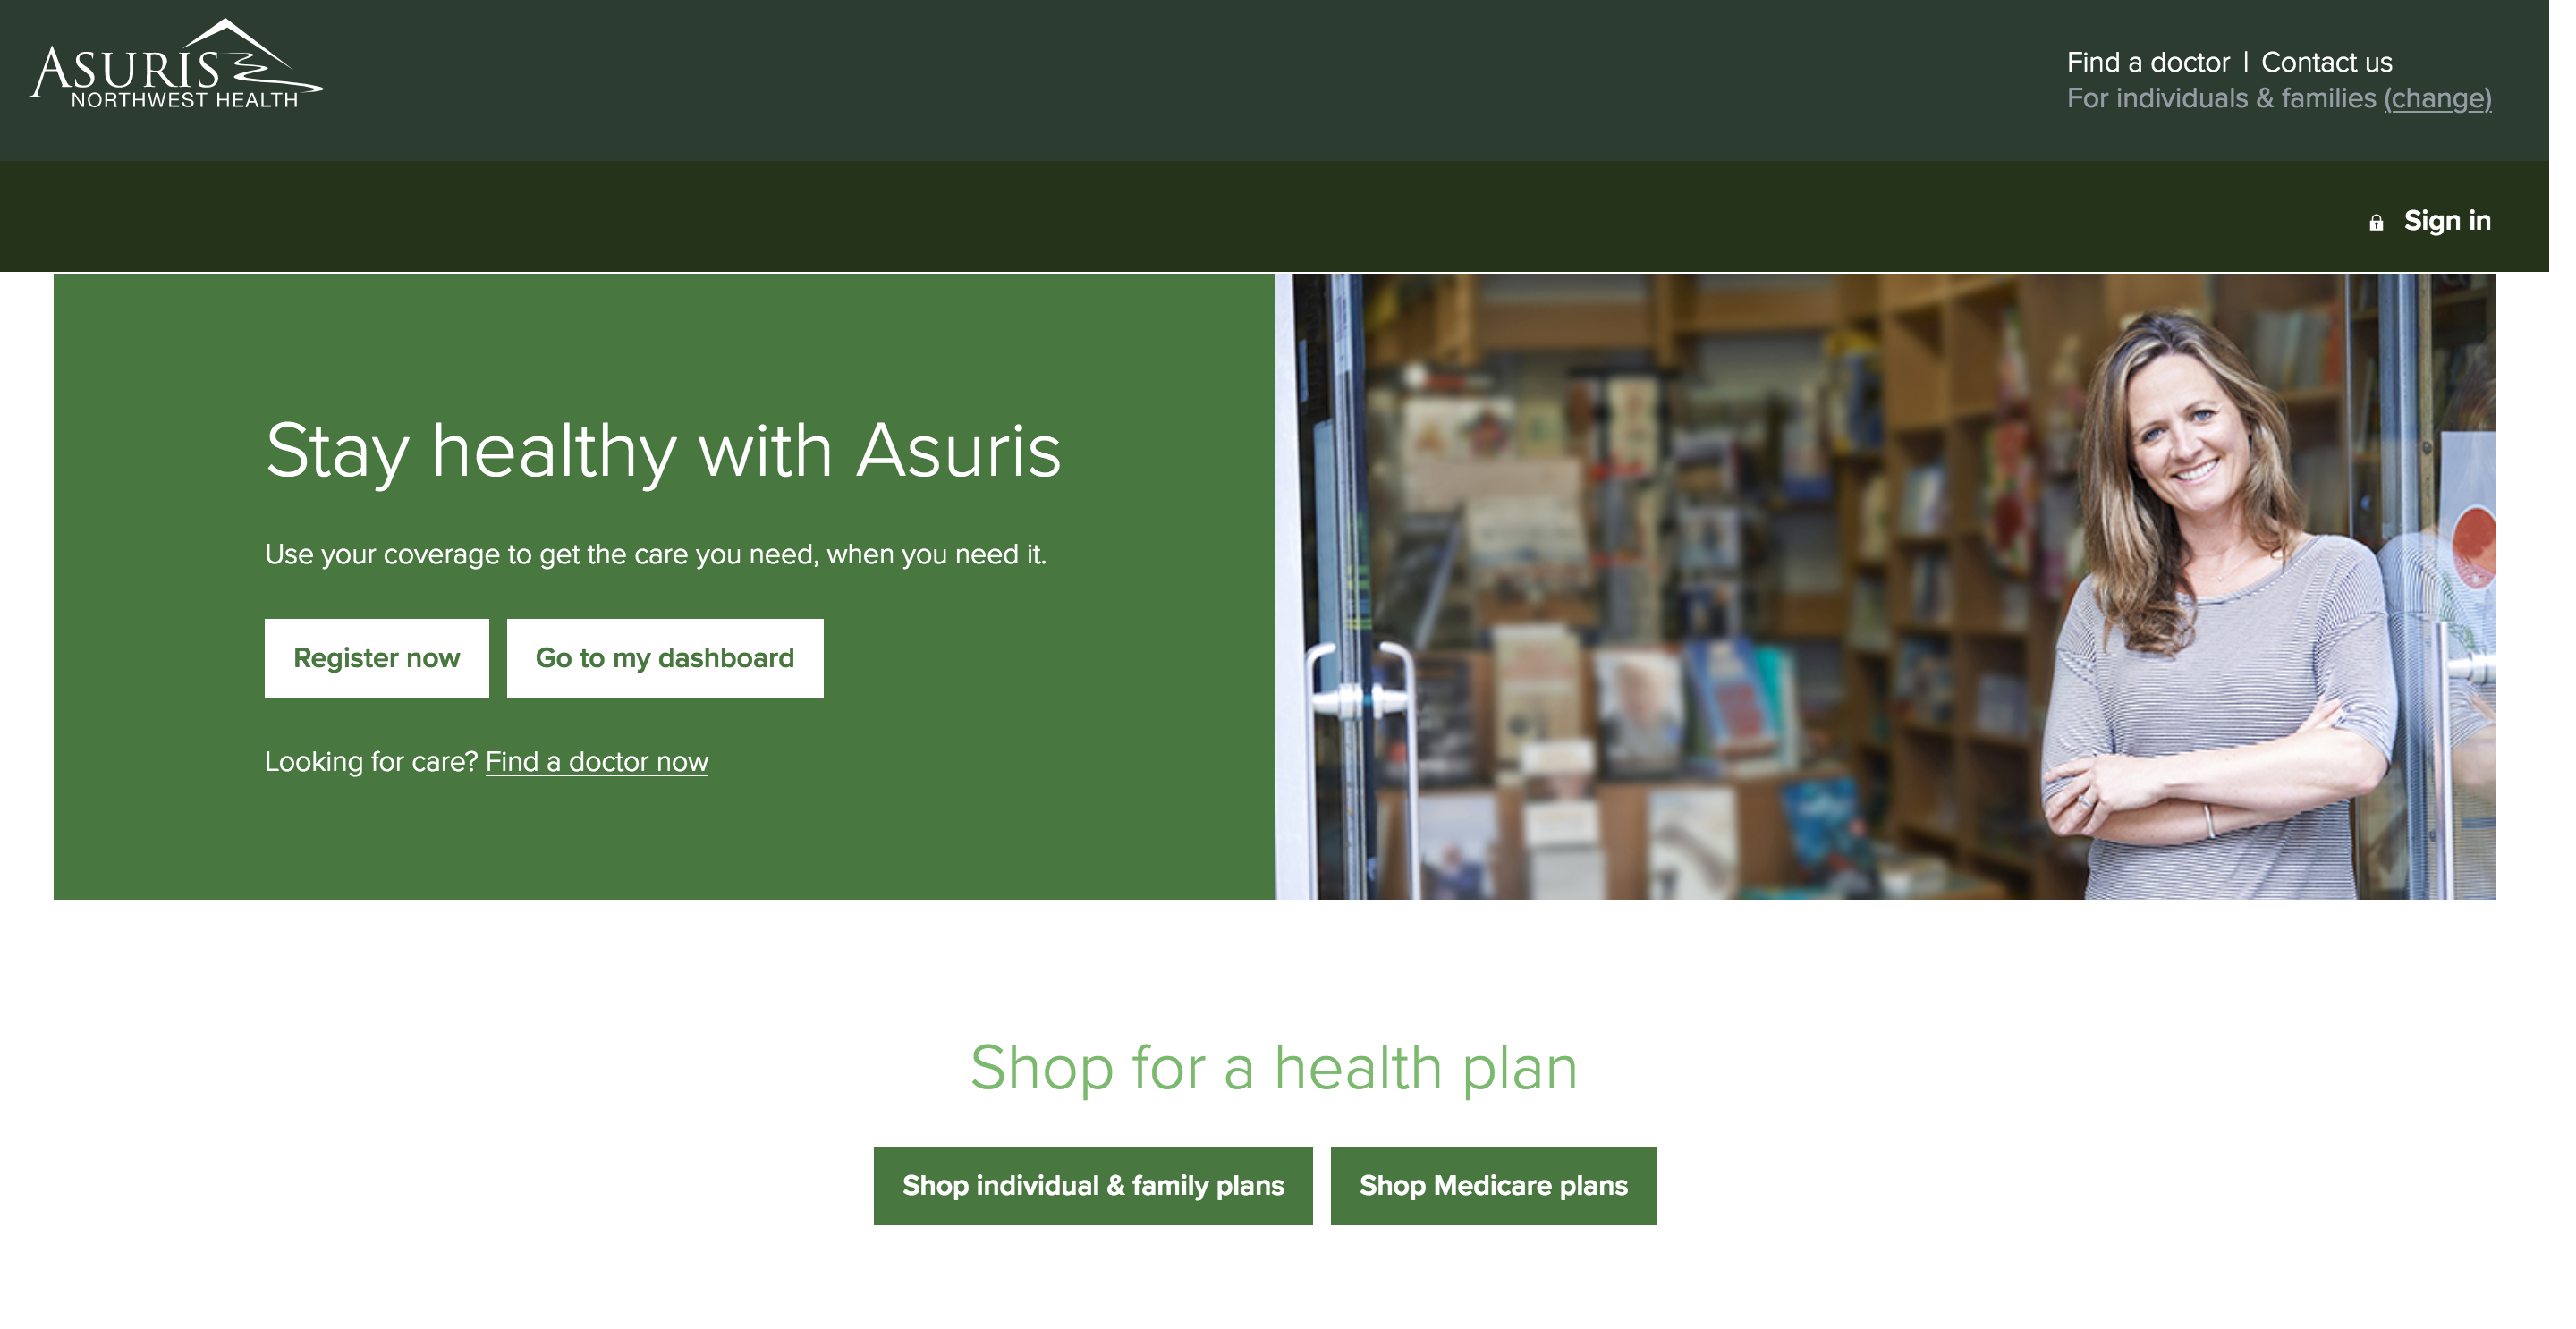 ASURIS
NORTHWEST HEALTH
Find a doctor | Contact us
For individuals & families (change)
Sign in
Stay healthy with Asuris
Use your coverage to get the care you need, when you need it.
Register now
Go to my dashboard
Looking for care? Find a doctor now
Shop for a health plan
Shop individual & family plans
Shop Medicare plans